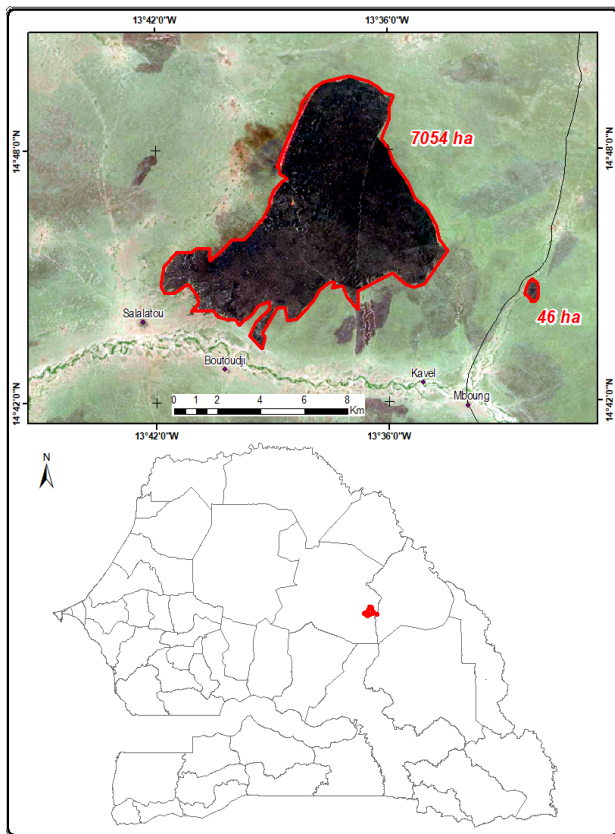 13°42'0"W 13°36'0"W
14°48'0"N 14°48'0"N
7054 ha
46 ha
Salalatou
Boutoudji
Kavel
Mboung
14°42'0"N 14°42'0"N
0 1 2 4 6 8
Km
13°42'0"W 13°36'0"W
N